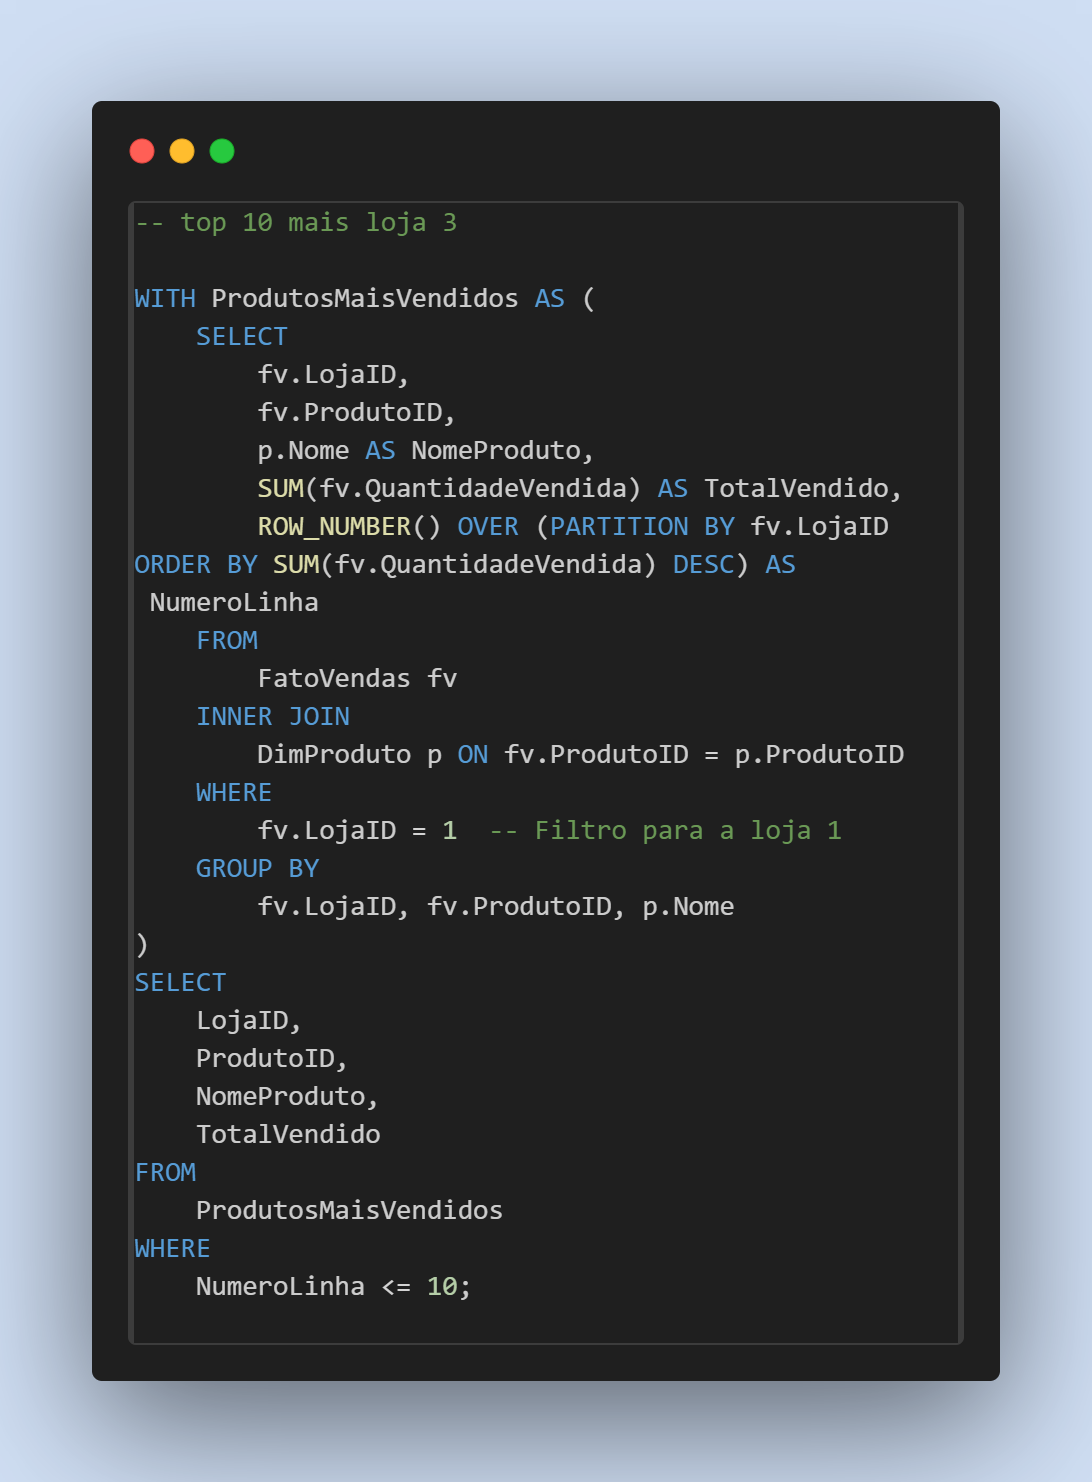 -- top 10 mais loja 3

WITH ProdutosMaisVendidos AS (
    SELECT
        fv.LojaID,
        fv.ProdutoID,
        p.Nome AS NomeProduto,
        SUM(fv.QuantidadeVendida) AS TotalVendido,
        ROW_NUMBER() OVER (PARTITION BY fv.LojaID
ORDER BY SUM(fv.QuantidadeVendida) DESC) AS
 NumeroLinha
    FROM
        FatoVendas fv
    INNER JOIN
        DimProduto p ON fv.ProdutoID = p.ProdutoID
    WHERE
        fv.LojaID = 1  -- Filtro para a loja 1
    GROUP BY
        fv.LojaID, fv.ProdutoID, p.Nome
)
SELECT
    LojaID,
    ProdutoID,
    NomeProduto,
    TotalVendido
FROM
    ProdutosMaisVendidos
WHERE
    NumeroLinha <= 10;